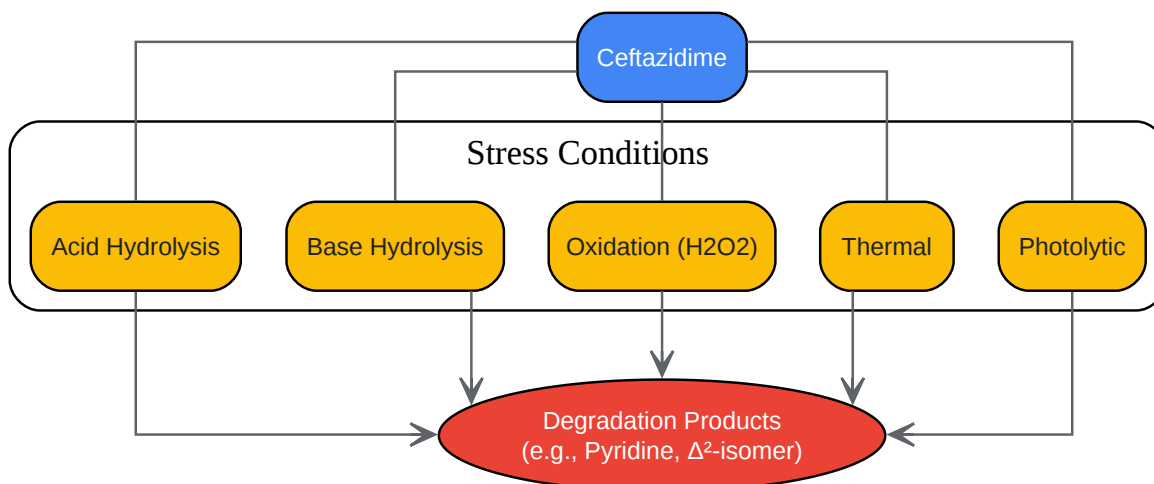 Ceftazidime
Stress Conditions
Acid Hydrolysis
Base Hydrolysis
Oxidation (H2O2)
Thermal
Photolytic
Degradation Products
(e.g., Pyridine, Δ²-isomer)